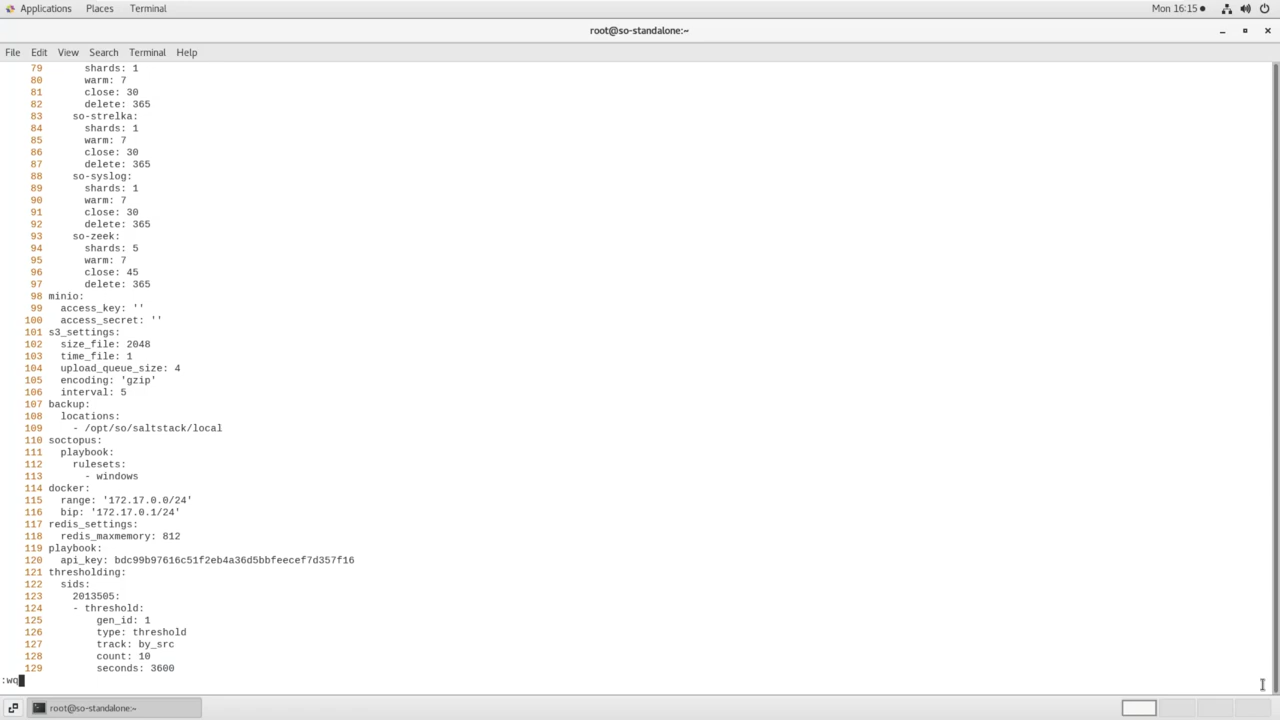 Applications Places Terminal Mon 16:15
root@so-standalone:~
File Edit View Search Terminal Help
79 shards: 1
80 warm: 7
81 close: 30
82 delete: 365
83 so-strelka:
84 shards: 1
85 warm: 7
86 close: 30
87 delete: 365
88 so-syslog:
89 shards: 1
90 warm: 7
91 close: 30
92 delete: 365
93 so-zeek:
94 shards: 5
95 warm: 7
96 close: 45
97 delete: 365
98 minio:
99 access_key: ''
100 access_secret: ''
101 s3_settings:
102 size_file: 2048
103 time_file: 1
104 upload_queue_size: 4
105 encoding: 'gzip'
106 interval: 5
107 backup:
108 locations:
109 - /opt/so/saltstack/local
110 soctopus:
111 playbook:
112 rulesets:
113 - windows
114 docker:
115 range: '172.17.0.0/24'
116 bip: '172.17.0.1/24'
117 redis_settings:
118 redis_maxmemory: 812
119 playbook:
120 api_key: bdc99b97616c51f2eb4a36d5bbfeecef7d357f16
121 thresholding:
122 sids:
123 2013505:
124 - threshold:
125 gen_id: 1
126 type: threshold
127 track: by_src
128 count: 10
129 seconds: 3600
:wq
root@so-standalone:~